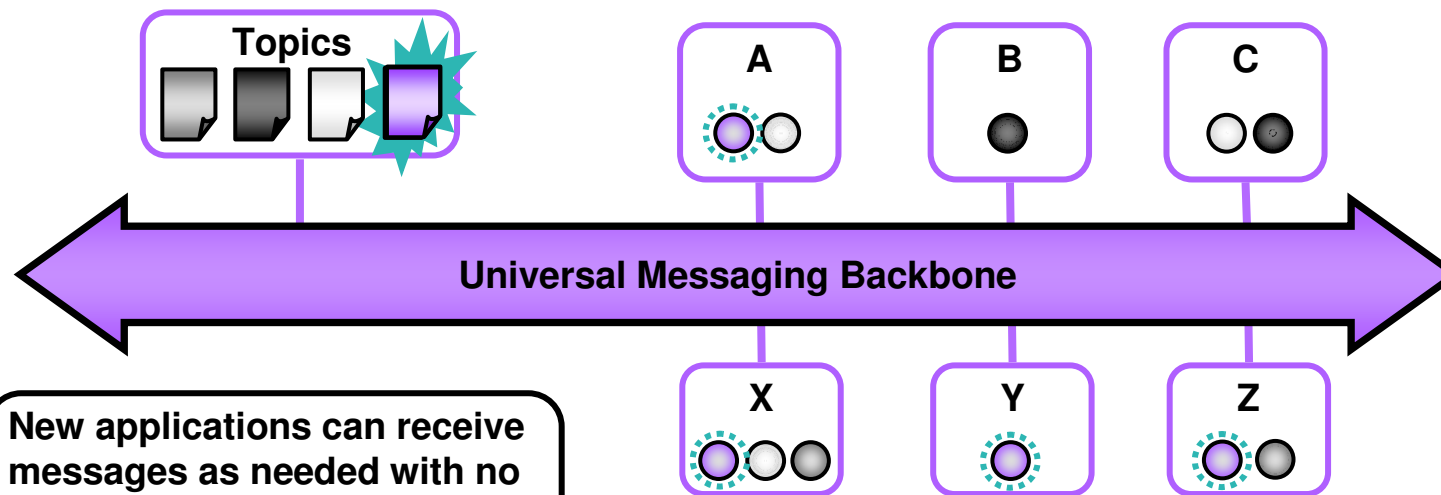 Topics
A
B
C
Universal Messaging Backbone
X
Y
Z
New applications can receive
messages as needed with no